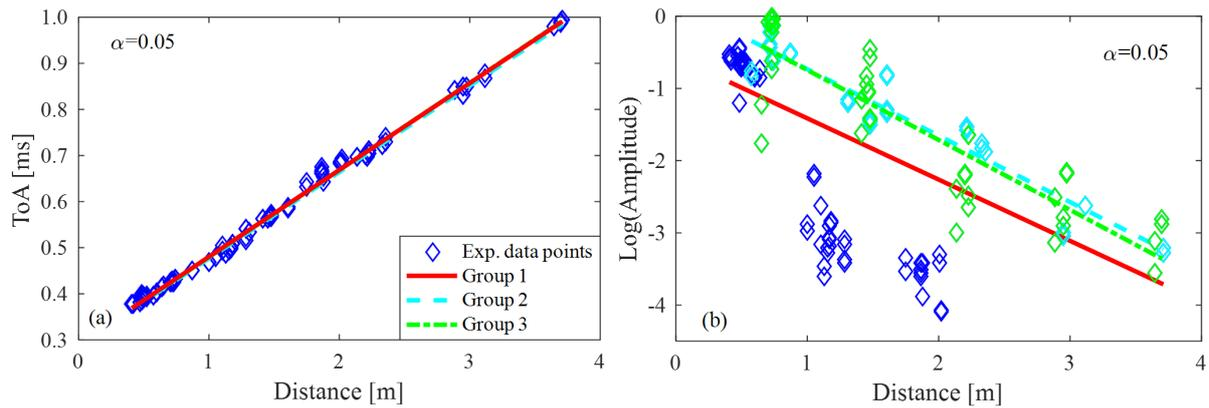 1.0
0.9
0.8
0.7
0.6
0.5
0.4
0.3
ToA [ms]
α=0.05
(a)
Exp. data points
Group 1
Group 2
Group 3
0 1 2 3 4
Distance [m]
0
-1
-2
-3
-4
Log(Amplitude)
α=0.05
(b)
0 1 2 3 4
Distance [m]